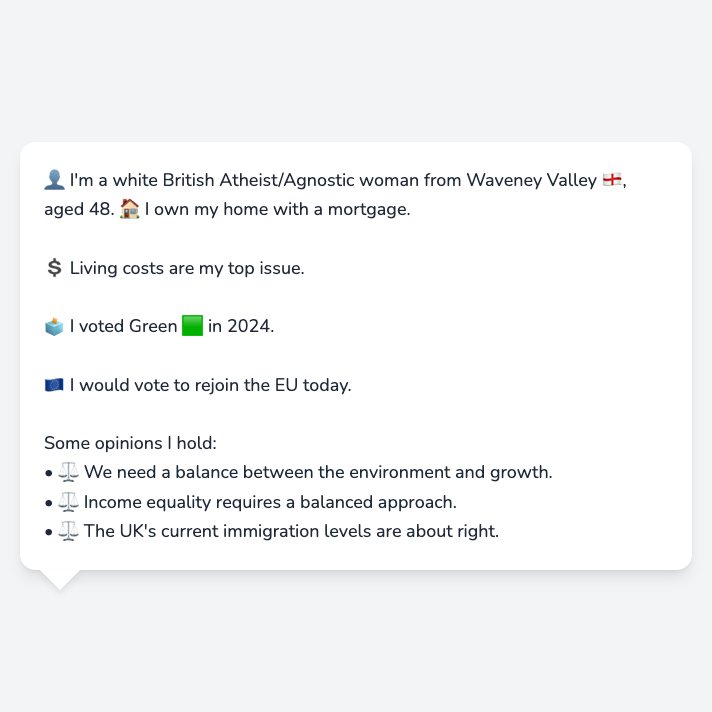 👤 I'm a white British Atheist/Agnostic woman from Waveney Valley 🏴󠁧󠁢󠁥󠁮󠁧󠁿,
aged 48. 🏠 I own my home with a mortgage.
💲 Living costs are my top issue.
🗳️ I voted Green 🟩 in 2024.
🇪🇺 I would vote to rejoin the EU today.
Some opinions I hold:
• ⚖️ We need a balance between the environment and growth.
• ⚖️ Income equality requires a balanced approach.
• ⚖️ The UK's current immigration levels are about right.